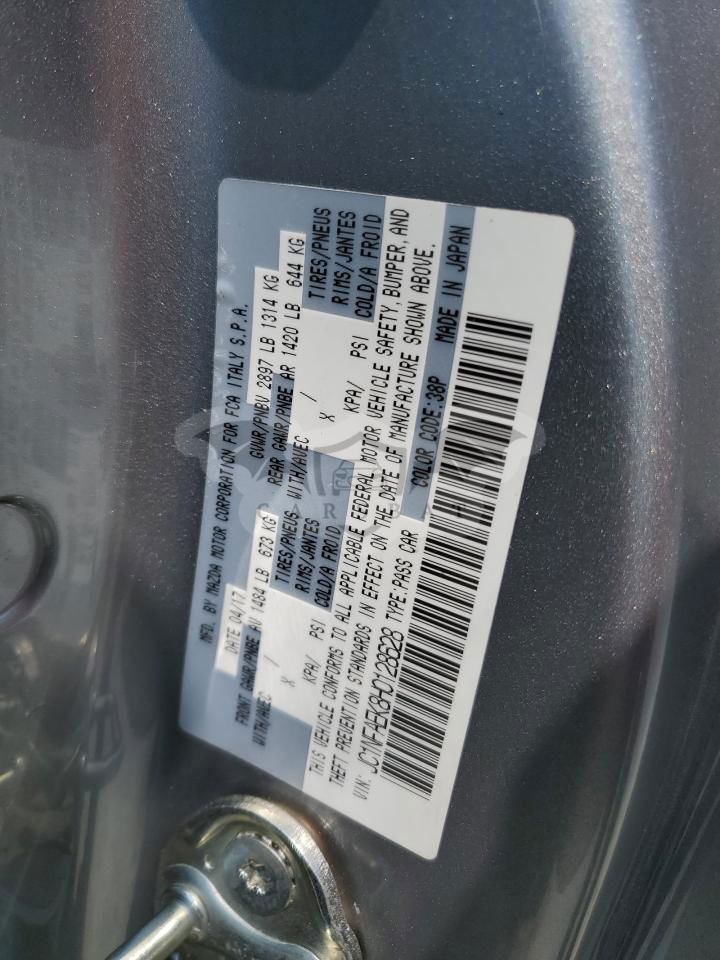 MFD. BY MAZDA MOTOR CORPORATION FOR FCA ITALY S.P.A.
DATE 04/17 GVWR/PNBV 2897 LB 1314 KG
FRONT GAWR/PNBE AV 1484 LB 673 KG REAR GAWR/PNBE AR 1420 LB 644 KG
WITH/AVEC / TIRES/PNEUS WITH/AVEC / TIRES/PNEUS
X RIMS/JANTES X RIMS/JANTES
KPA/ PSI COLD/A FROID KPA/ PSI COLD/A FROID
THIS VEHICLE CONFORMS TO ALL APPLICABLE FEDERAL MOTOR VEHICLE SAFETY, BUMPER, AND
THEFT PREVENTION STANDARDS IN EFFECT ON THE DATE OF MANUFACTURE SHOWN ABOVE.
VIN: JC1NFAEK8H0128628 TYPE: PASS CAR COLOR CODE: 38P MADE IN JAPAN
CAR BAZE